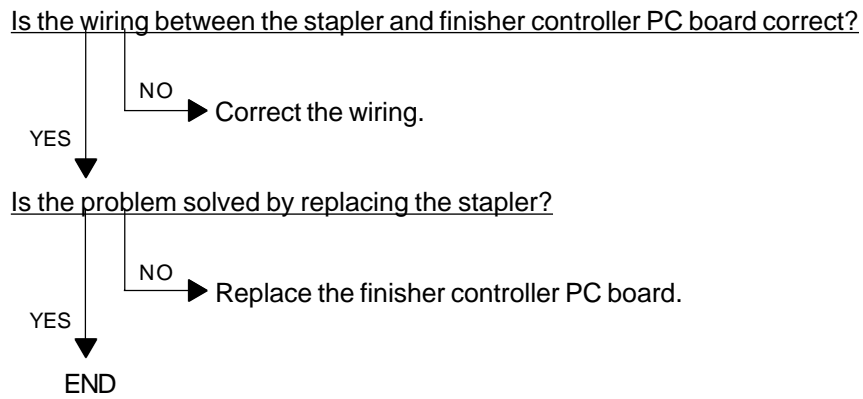 Is the wiring between the stapler and finisher controller PC board correct?
NO
Correct the wiring.
YES
Is the problem solved by replacing the stapler?
NO
Replace the finisher controller PC board.
YES
END